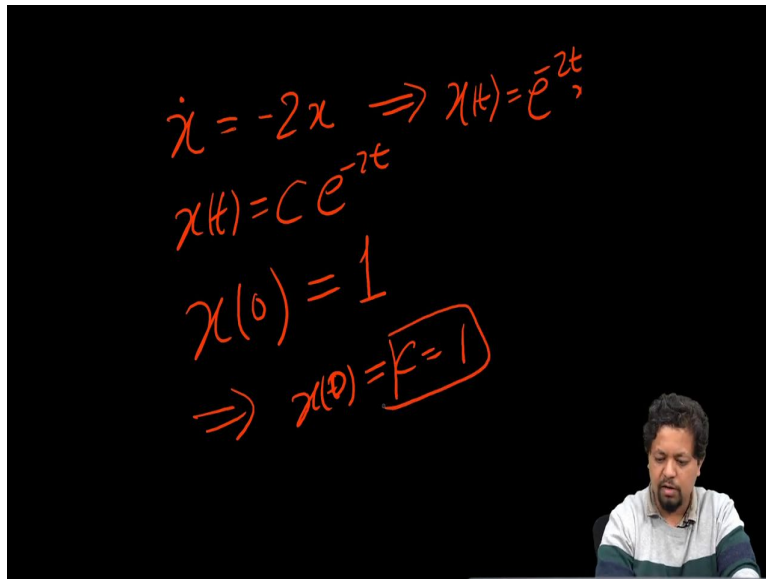 ẋ = -2x ⟹ x(t) = e^{-2t},
x(t) = C e^{-2t}
x(0) = 1
⟹ x(0) = C = 1